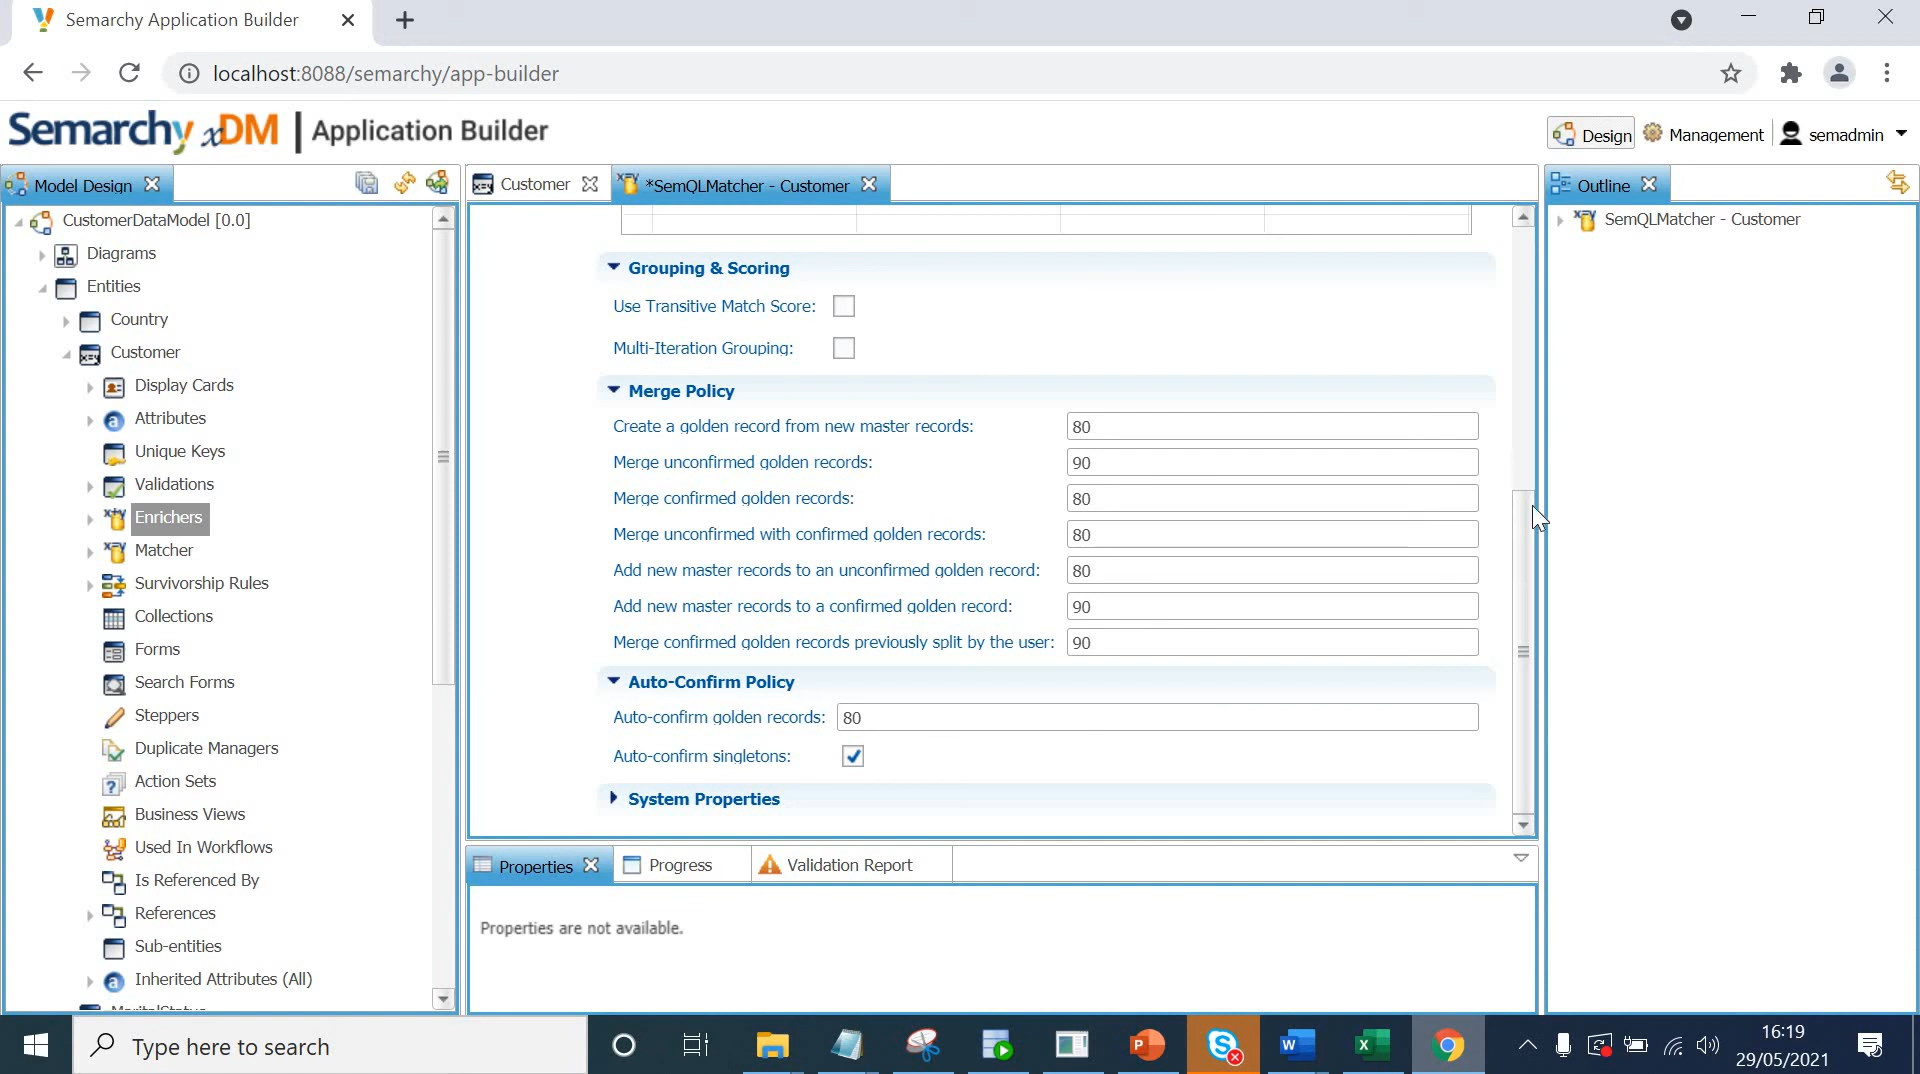 Semarchy Application Builder
localhost:8088/semarchy/app-builder
Semarchy xDM | Application Builder
Design
Management
semadmin
Model Design
Customer
*SemQLMatcher - Customer
Outline
CustomerDataModel [0.0]
Diagrams
Entities
Country
Customer
Display Cards
Attributes
Unique Keys
Validations
Enrichers
Matcher
Survivorship Rules
Collections
Forms
Search Forms
Steppers
Duplicate Managers
Action Sets
Business Views
Used In Workflows
Is Referenced By
References
Sub-entities
Inherited Attributes (All)
Grouping & Scoring
Use Transitive Match Score:
Multi-Iteration Grouping:
Merge Policy
Create a golden record from new master records: 80
Merge unconfirmed golden records: 90
Merge confirmed golden records: 80
Merge unconfirmed with confirmed golden records: 80
Add new master records to an unconfirmed golden record: 80
Add new master records to a confirmed golden record: 90
Merge confirmed golden records previously split by the user: 90
Auto-Confirm Policy
Auto-confirm golden records: 80
Auto-confirm singletons:
System Properties
SemQLMatcher - Customer
Properties
Progress
Validation Report
Properties are not available.
Type here to search
16:19
29/05/2021